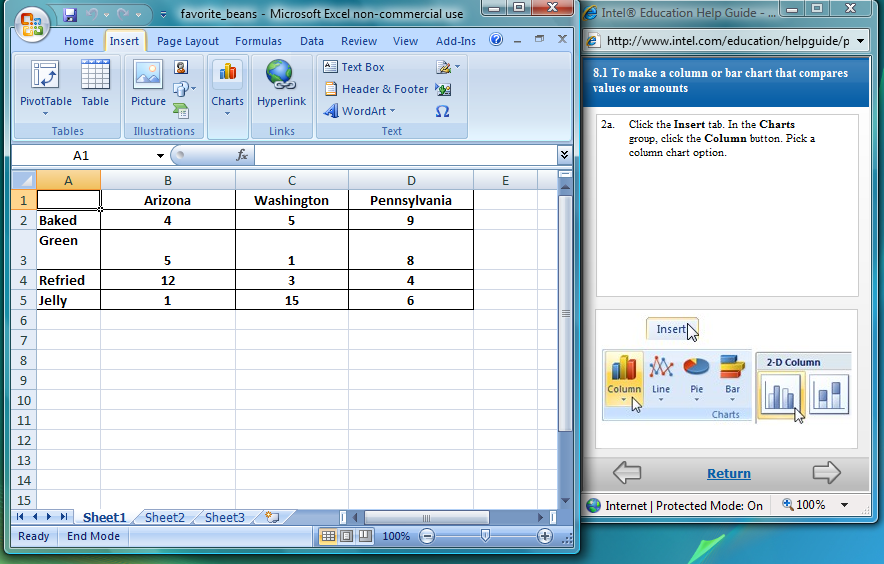 favorite_beans - Microsoft Excel non-commercial use
Home Insert Page Layout Formulas Data Review View Add-Ins
PivotTable Table Picture Charts Hyperlink
Text Box
Header & Footer
WordArt
Tables Illustrations Links Text
A1 fx
A B C D E
1 Arizona Washington Pennsylvania
2 Baked 4 5 9
Green
3 5 1 8
4 Refried 12 3 4
5 Jelly 1 15 6
6
7
8
9
10
11
12
13
14
15
Sheet1 Sheet2 Sheet3
Ready End Mode 100%
Intel® Education Help Guide - ...
http://www.intel.com/education/helpguide/p
8.1 To make a column or bar chart that compares
values or amounts
2a. Click the Insert tab. In the Charts
group, click the Column button. Pick a
column chart option.
Insert
Column Line Pie Bar
Charts
2-D Column
Return
Internet | Protected Mode: On 100%